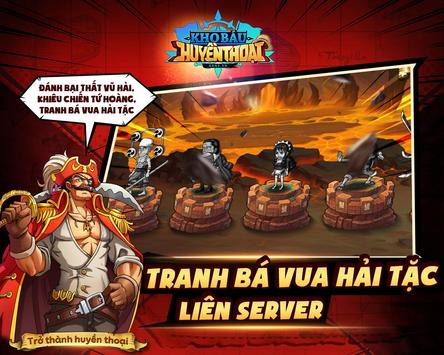 KHO BÁU
HUYỀN THOẠI
ĐÁNH BẠI THẤT VŨ HẢI,
KHIÊU CHIẾN TỨ HOÀNG,
TRANH BÁ VUA HẢI TẶC
TRANH BÁ VUA HẢI TẶC
LIÊN SERVER
Trở thành huyền thoại